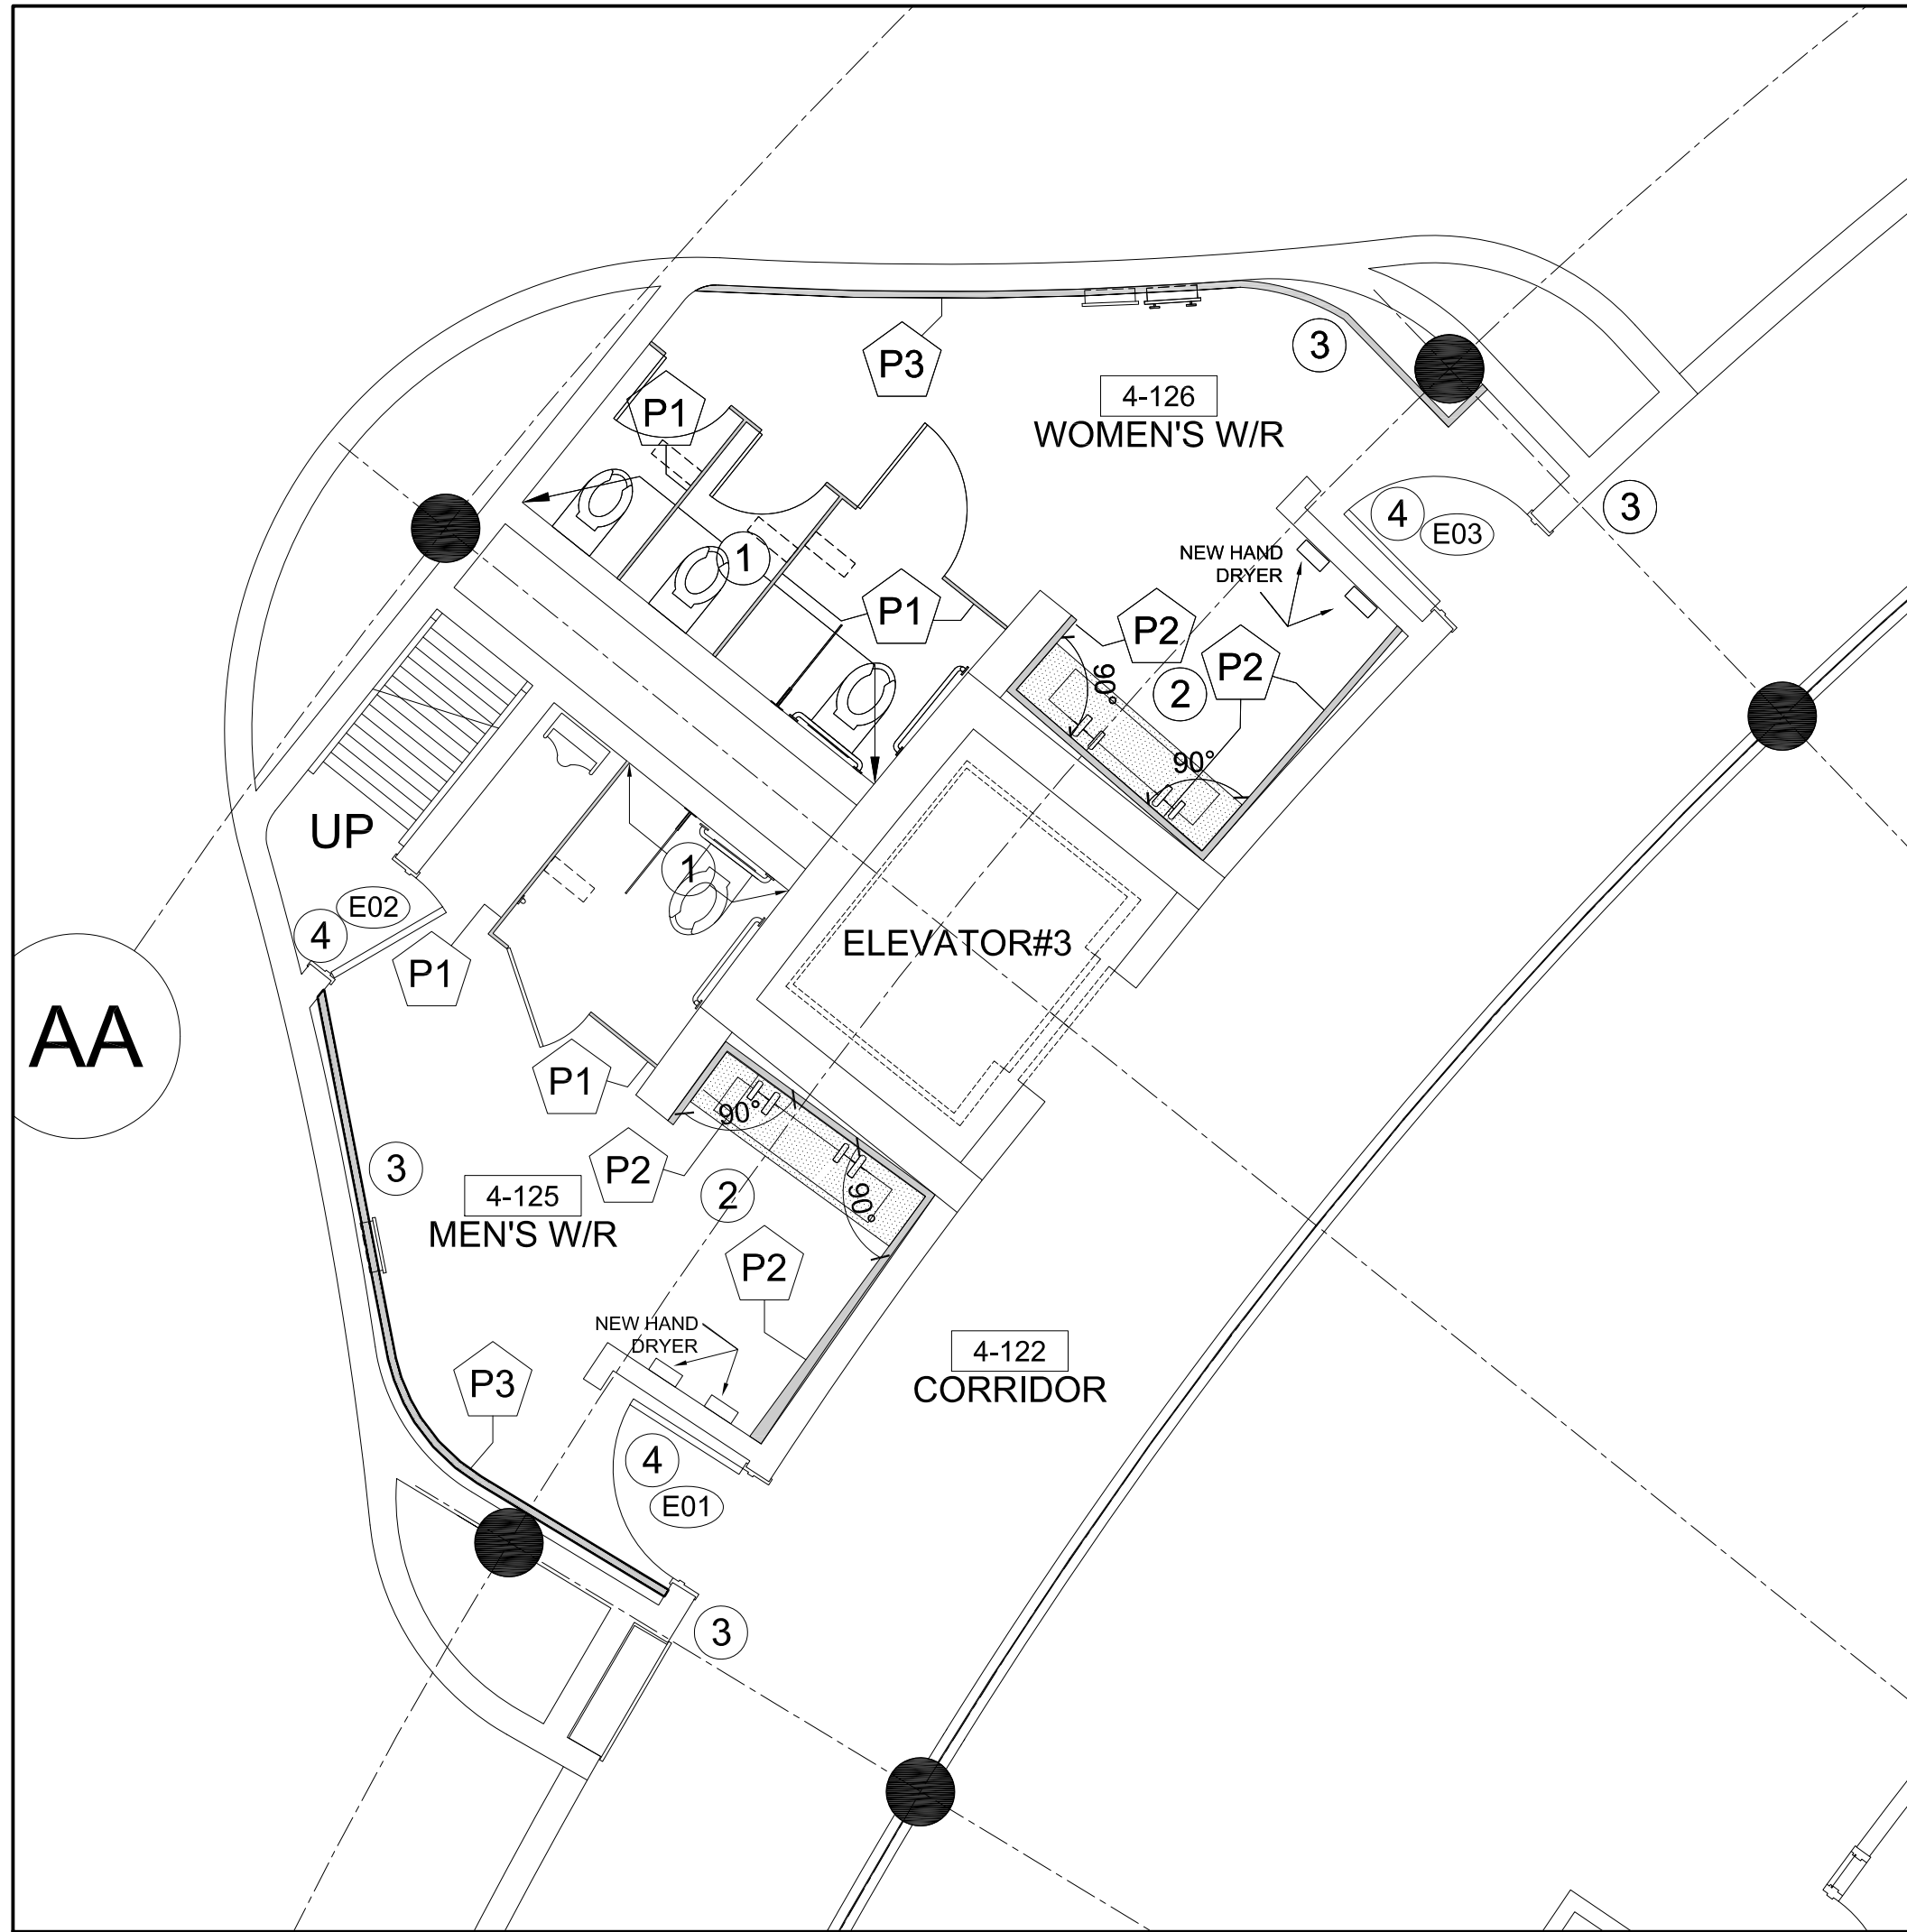 3
P3
4-126
WOMEN'S W/R
P1
4
E03
3
NEW HAND
DRYER
1
P1
P2
P2
90°
2
90°
UP
1
E02
4
ELEVATOR#3
P1
AA
P1
90°
P2
3
4-125
MEN'S W/R
2
90°
P2
NEW HAND
DRYER
4-122
CORRIDOR
P3
4
E01
3